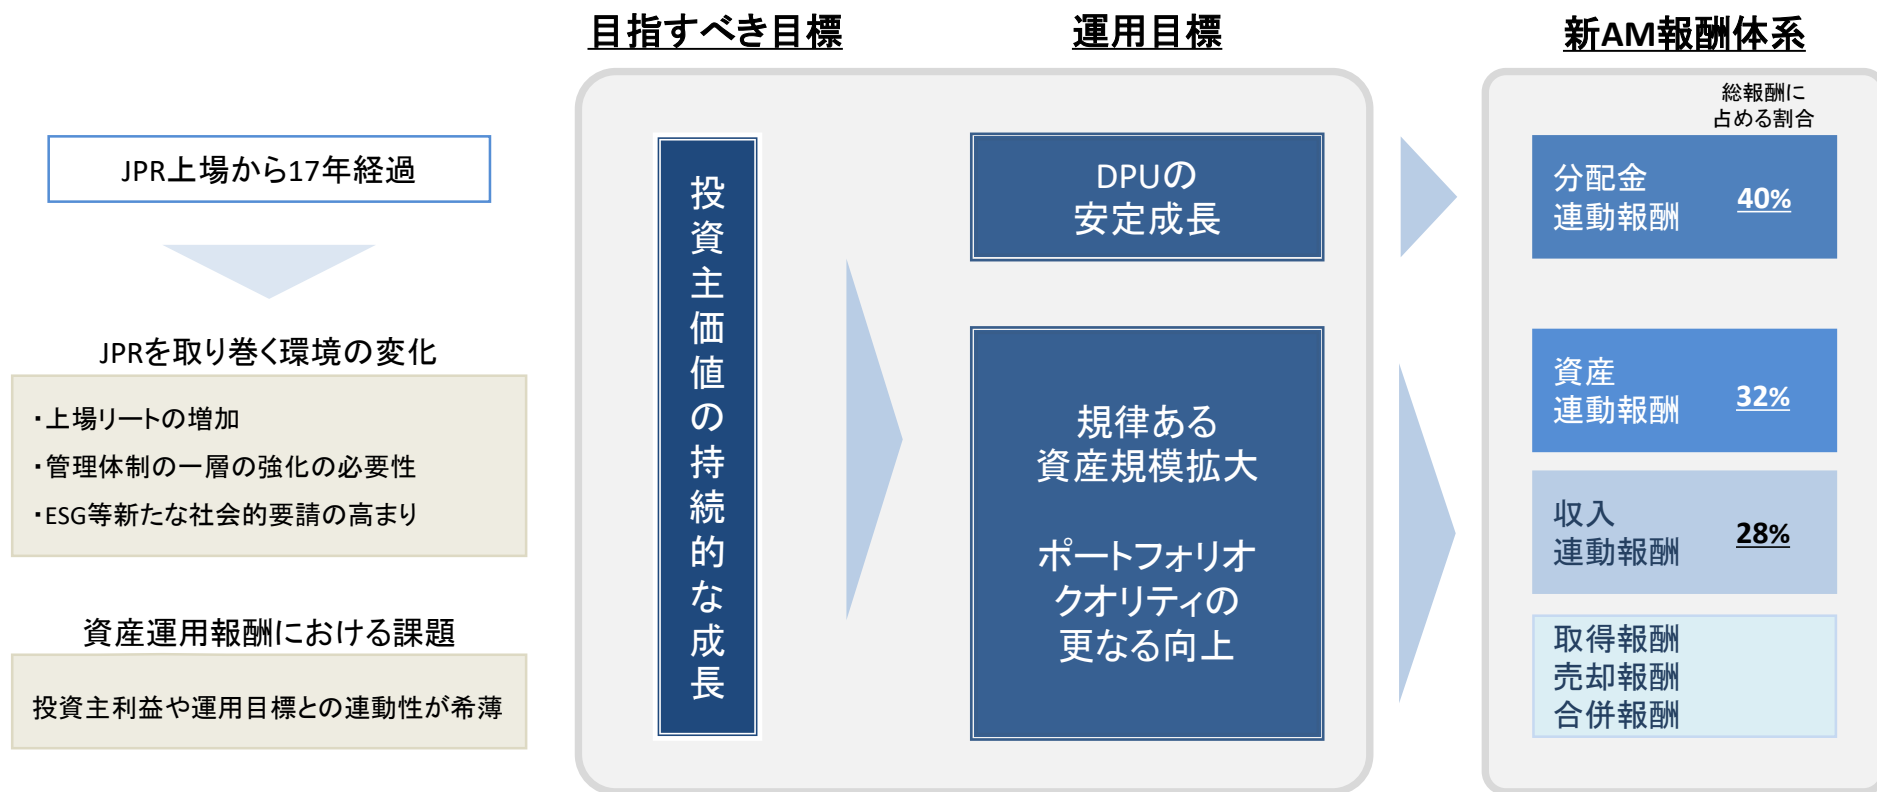 目指すべき目標
運用目標
新AM報酬体系
JPR上場から17年経過
JPRを取り巻く環境の変化
・上場リートの増加
・管理体制の一層の強化の必要性
・ESG等新たな社会的要請の高まり
資産運用報酬における課題
投資主利益や運用目標との連動性が希薄
投資主価値の持続的な成長
DPUの
安定成長
規律ある
資産規模拡大
ポートフォリオ
クオリティの
更なる向上
総報酬に
占める割合
分配金
連動報酬
40%
資産
連動報酬
32%
収入
連動報酬
28%
取得報酬
売却報酬
合併報酬